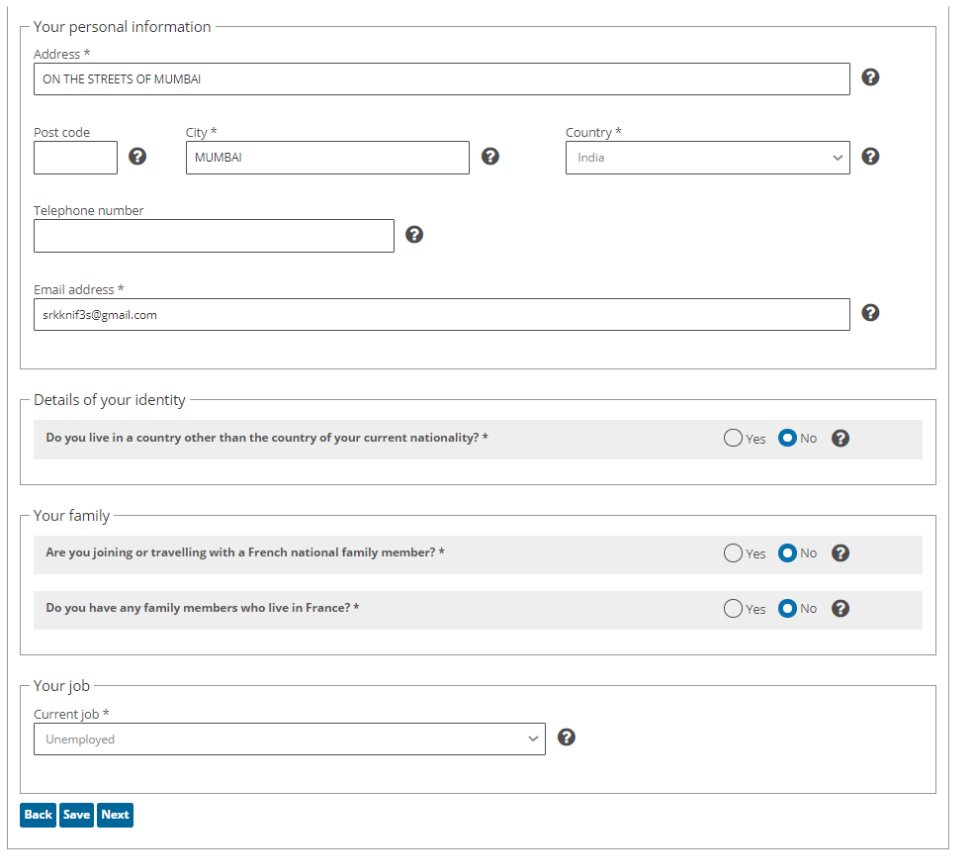 Your personal information
Address *
ON THE STREETS OF MUMBAI
Post code City * Country *
MUMBAI India
Telephone number
Email address *
srkknif3s@gmail.com
Details of your identity
Do you live in a country other than the country of your current nationality? * Yes No
Your family
Are you joining or travelling with a French national family member? * Yes No
Do you have any family members who live in France? * Yes No
Your job
Current job *
Unemployed
Back Save Next